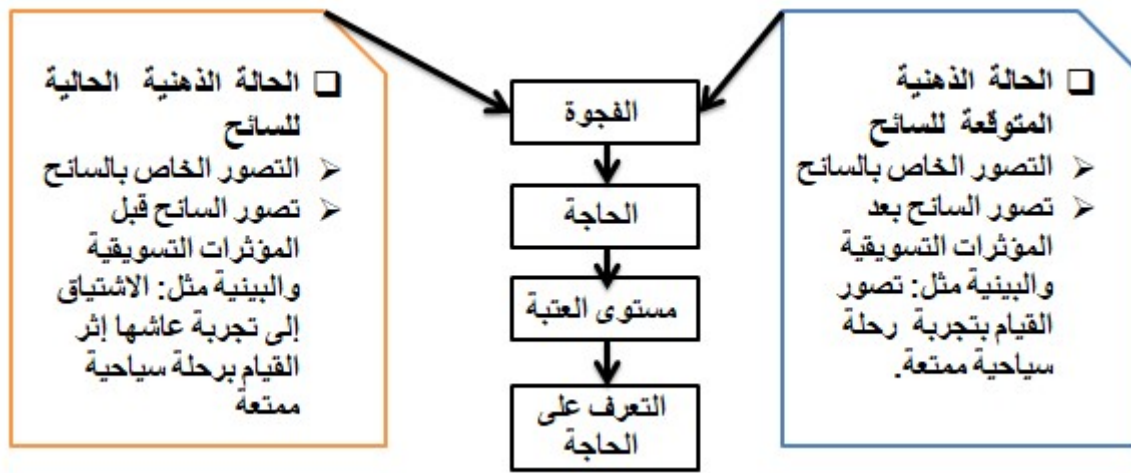 ❑ الحالة الذهنية
المتوقعة للسائح
➢ التصور الخاص بالسائح
➢ تصور السائح بعد
المؤثرات التسويقية
والبينية مثل: تصور
القيام بتجربة رحلة
سياحية ممتعة.
الفجوة
الحاجة
مستوى العتبة
التعرف على
الحاجة
❑ الحالة الذهنية الحالية
للسائح
➢ التصور الخاص بالسائح
➢ تصور السائح قبل
المؤثرات التسويقية
والبينية مثل: الاشتياق
إلى تجربة عاشها إثر
القيام برحلة سياحية
ممتعة